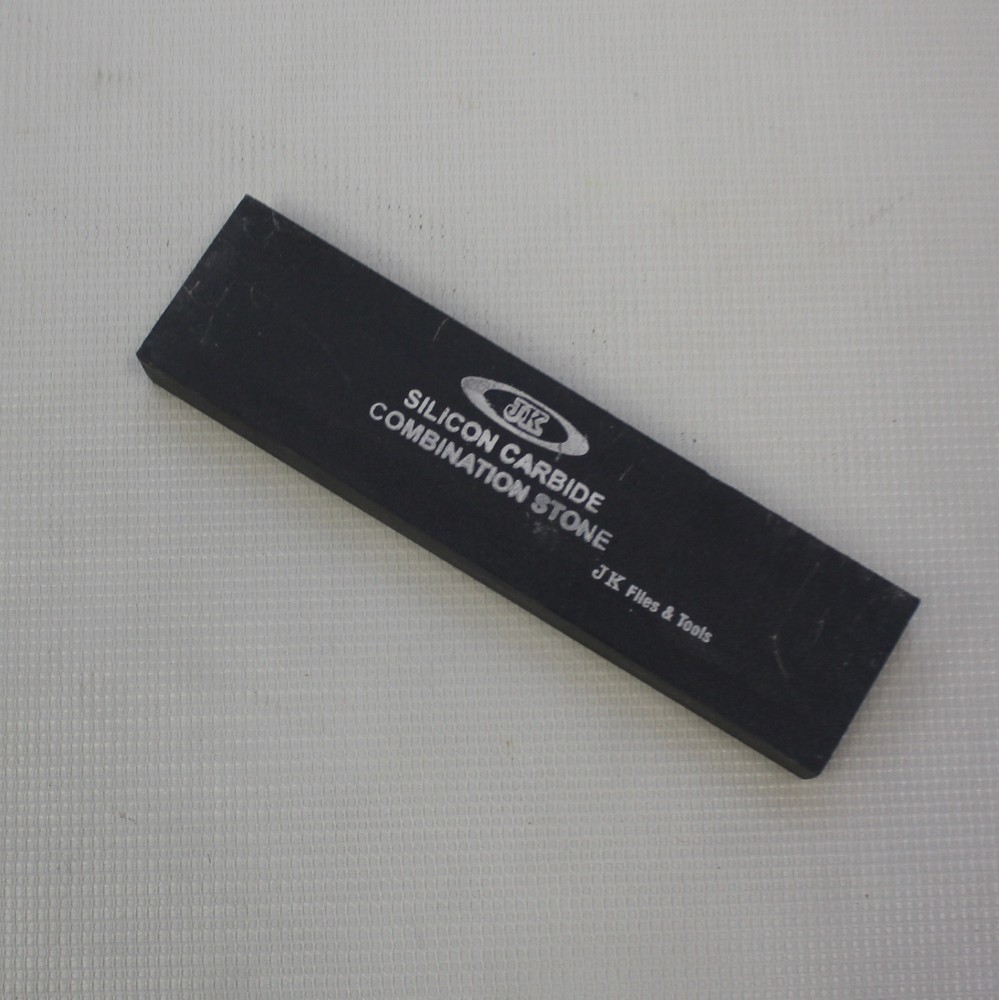 JK
SILICON CARBIDE
COMBINATION STONE
JK Files & Tools